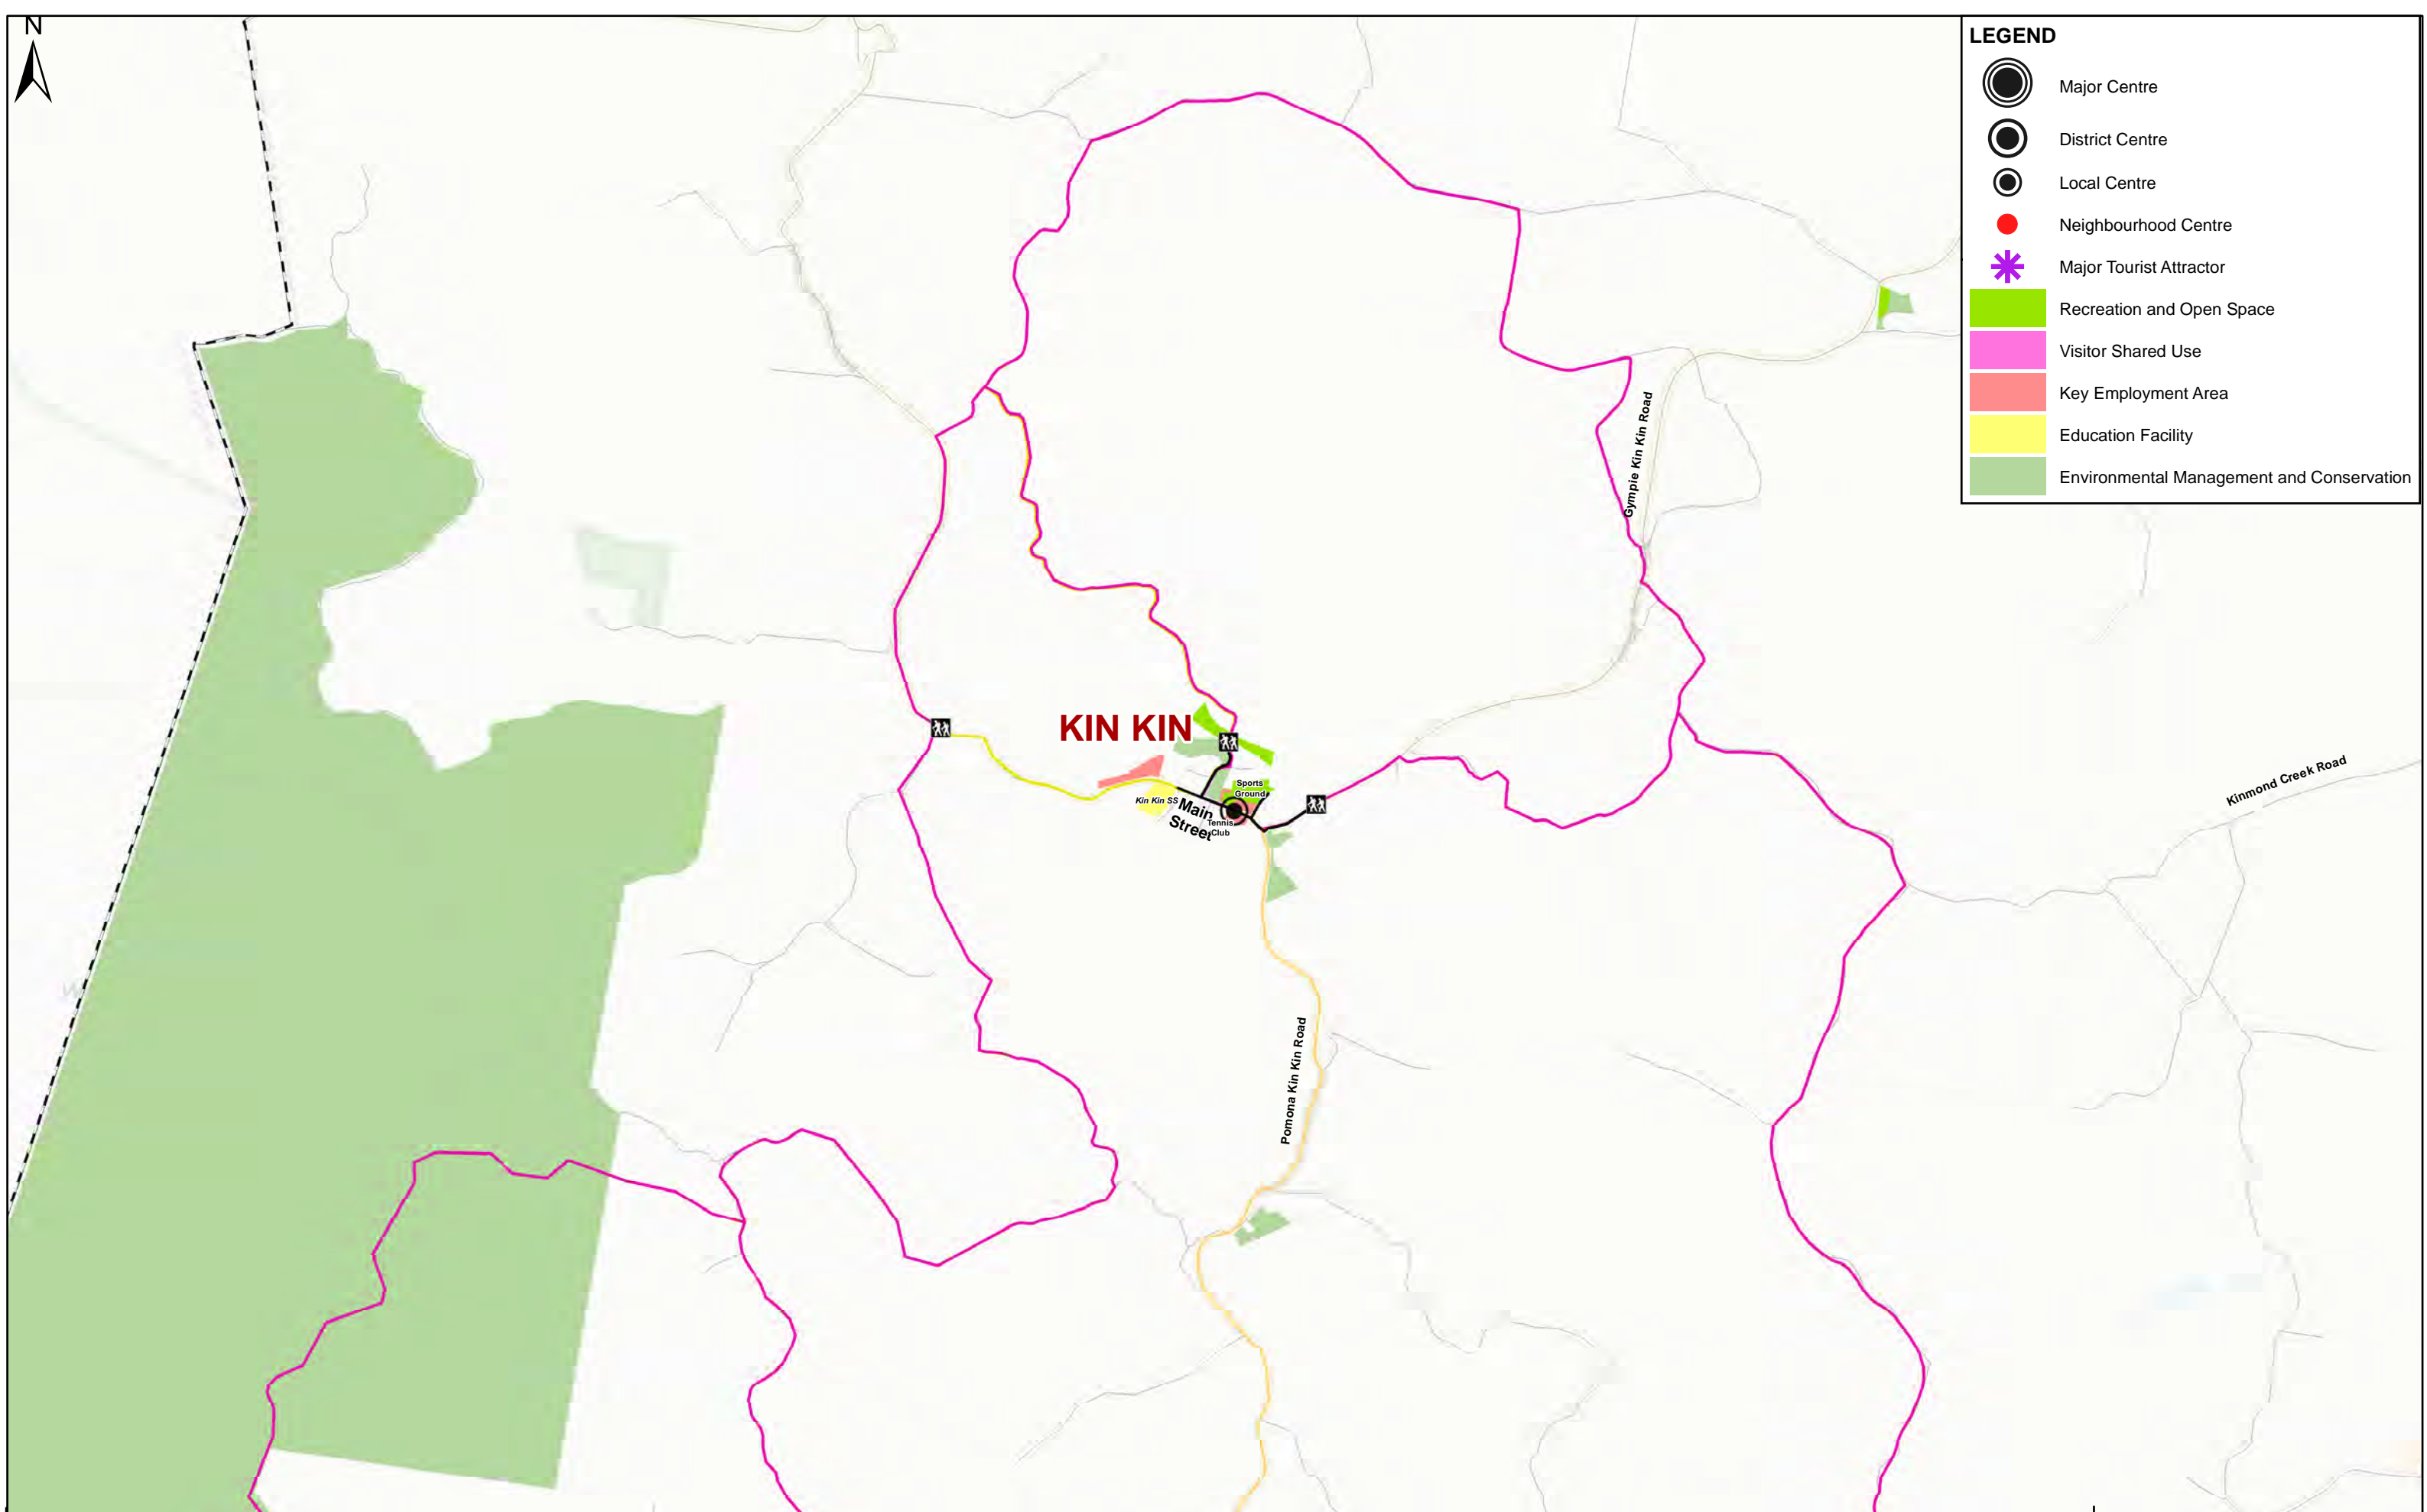 N
LEGEND
Major Centre
District Centre
Local Centre
Neighbourhood Centre
Major Tourist Attractor
Recreation and Open Space
Visitor Shared Use
Key Employment Area
Education Facility
Environmental Management and Conservation
Gympie Kin Kin Road
KIN KIN
Kinmond Creek Road
Sports
Ground
Kin Kin SS
Main
Street
Tennis
Club
Pomona Kin Kin Road